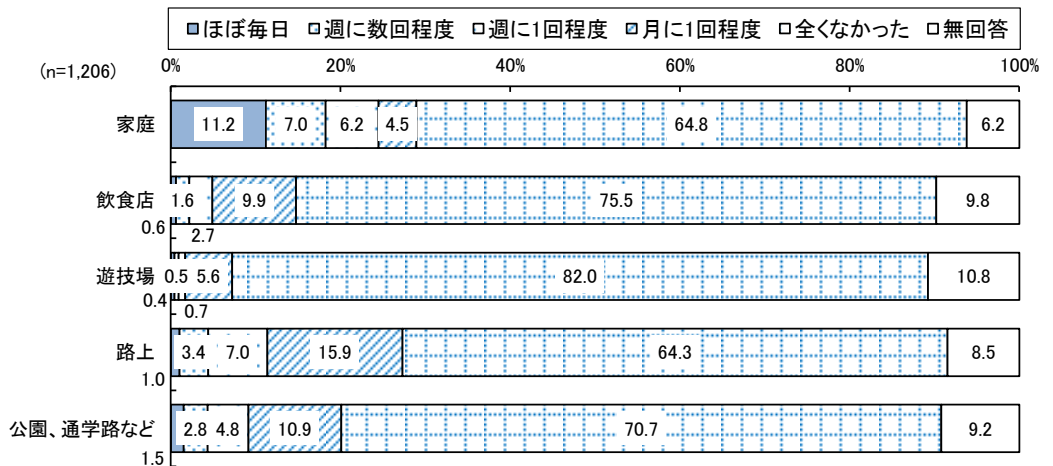 ほぼ毎日 週に数回程度 週に1回程度 月に1回程度 全くなかった 無回答
(n=1,206)
0% 20% 40% 60% 80% 100%
家庭 11.2 7.0 6.2 4.5 64.8 6.2
飲食店 1.6 9.9 75.5 9.8
0.6 2.7
遊技場 0.5 5.6 82.0 10.8
0.4 0.7
路上 3.4 7.0 15.9 64.3 8.5
1.0
公園、通学路など 2.8 4.8 10.9 70.7 9.2
1.5